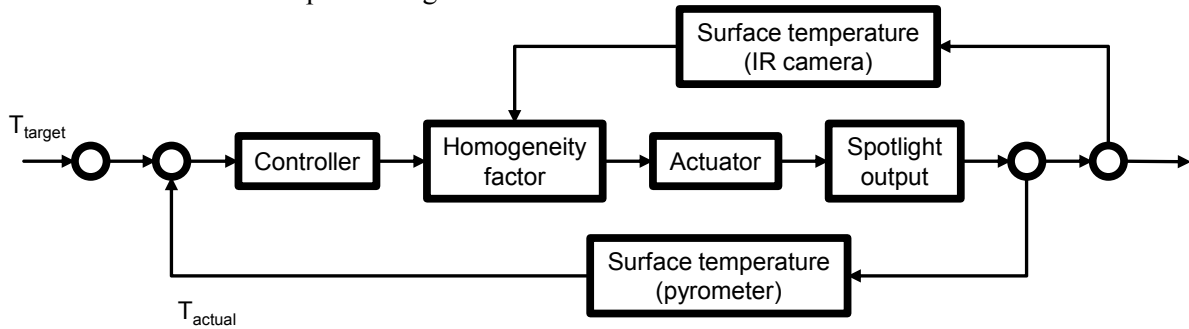 Surface temperature
(IR camera)
T_target
Controller
Homogeneity
factor
Actuator
Spotlight
output
Surface temperature
(pyrometer)
T_actual